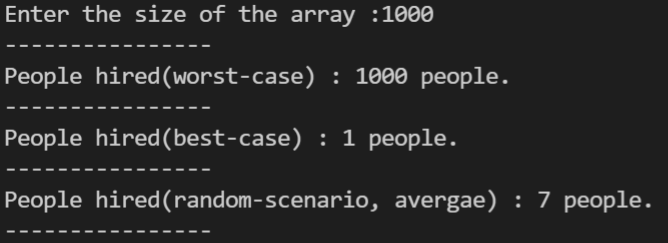 Enter the size of the array :1000
----------------
People hired(worst-case) : 1000 people.
----------------
People hired(best-case) : 1 people.
----------------
People hired(random-scenario, avergae) : 7 people.
----------------